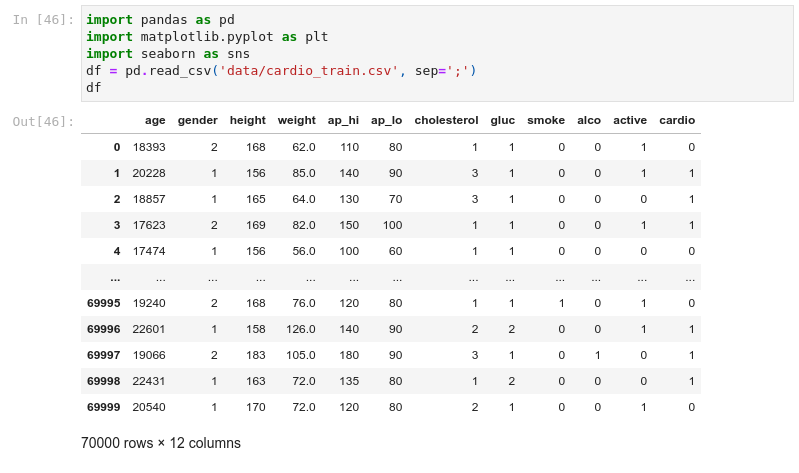 In [46]: import pandas as pd
import matplotlib.pyplot as plt
import seaborn as sns
df = pd.read_csv('data/cardio_train.csv', sep=';')
df
Out[46]:
age gender height weight ap_hi ap_lo cholesterol gluc smoke alco active cardio
0 18393 2 168 62.0 110 80 1 1 0 0 1 0
1 20228 1 156 85.0 140 90 3 1 0 0 1 1
2 18857 1 165 64.0 130 70 3 1 0 0 0 1
3 17623 2 169 82.0 150 100 1 1 0 0 1 1
4 17474 1 156 56.0 100 60 1 1 0 0 0 0
... ... ... ... ... ... ... ... ... ... ... ... ...
69995 19240 2 168 76.0 120 80 1 1 1 0 1 0
69996 22601 1 158 126.0 140 90 2 2 0 0 1 1
69997 19066 2 183 105.0 180 90 3 1 0 1 0 1
69998 22431 1 163 72.0 135 80 1 2 0 0 0 1
69999 20540 1 170 72.0 120 80 2 1 0 0 1 0
70000 rows × 12 columns